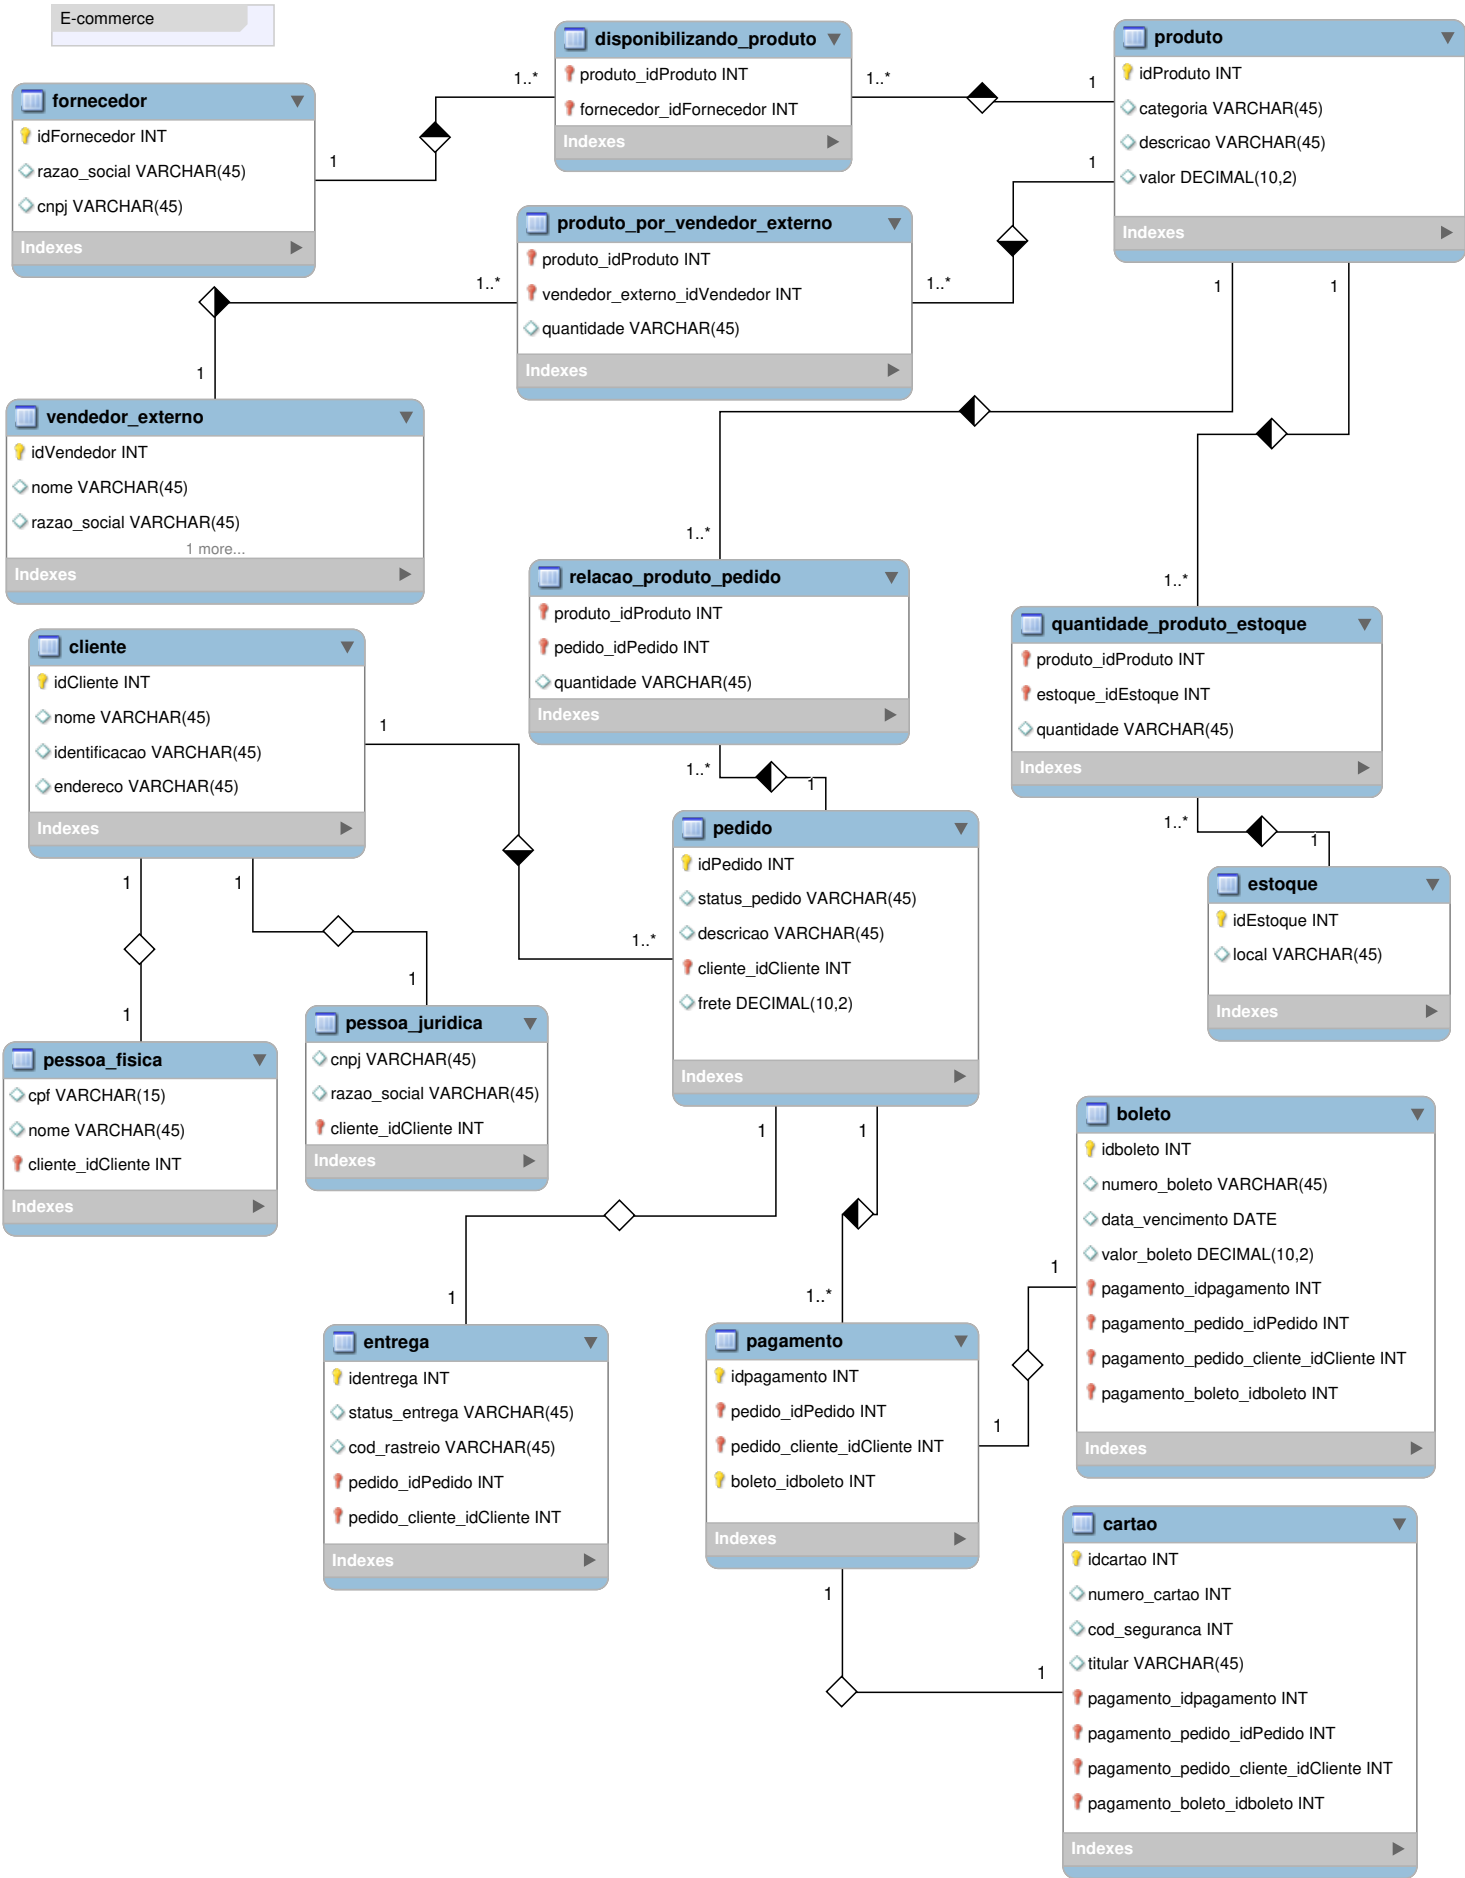 E-commerce
disponibilizando_produto
produto_idProduto INT
fornecedor_idFornecedor INT
Indexes
1..*
1..*
produto
idProduto INT
categoria VARCHAR(45)
descricao VARCHAR(45)
valor DECIMAL(10,2)
Indexes
1
1
1
1
fornecedor
idFornecedor INT
razao_social VARCHAR(45)
cnpj VARCHAR(45)
Indexes
1
produto_por_vendedor_externo
produto_idProduto INT
vendedor_externo_idVendedor INT
quantidade VARCHAR(45)
Indexes
1..*
1..*
1
vendedor_externo
idVendedor INT
nome VARCHAR(45)
razao_social VARCHAR(45)
1 more...
Indexes
1..*
relacao_produto_pedido
produto_idProduto INT
pedido_idPedido INT
quantidade VARCHAR(45)
Indexes
1..*
1
1..*
quantidade_produto_estoque
produto_idProduto INT
estoque_idEstoque INT
quantidade VARCHAR(45)
Indexes
1..*
1
cliente
idCliente INT
nome VARCHAR(45)
identificacao VARCHAR(45)
endereco VARCHAR(45)
Indexes
1
1
1
pedido
idPedido INT
status_pedido VARCHAR(45)
descricao VARCHAR(45)
cliente_idCliente INT
frete DECIMAL(10,2)
Indexes
1..*
1
1
estoque
idEstoque INT
local VARCHAR(45)
Indexes
1
pessoa_juridica
cnpj VARCHAR(45)
razao_social VARCHAR(45)
cliente_idCliente INT
Indexes
1
pessoa_fisica
cpf VARCHAR(15)
nome VARCHAR(45)
cliente_idCliente INT
Indexes
boleto
idboleto INT
numero_boleto VARCHAR(45)
data_vencimento DATE
valor_boleto DECIMAL(10,2)
pagamento_idpagamento INT
pagamento_pedido_idPedido INT
pagamento_pedido_cliente_idCliente INT
pagamento_boleto_idboleto INT
Indexes
1
1
entrega
identrega INT
status_entrega VARCHAR(45)
cod_rastreio VARCHAR(45)
pedido_idPedido INT
pedido_cliente_idCliente INT
Indexes
1..*
pagamento
idpagamento INT
pedido_idPedido INT
pedido_cliente_idCliente INT
boleto_idboleto INT
Indexes
1
1
1
cartao
idcartao INT
numero_cartao INT
cod_seguranca INT
titular VARCHAR(45)
pagamento_idpagamento INT
pagamento_pedido_idPedido INT
pagamento_pedido_cliente_idCliente INT
pagamento_boleto_idboleto INT
Indexes